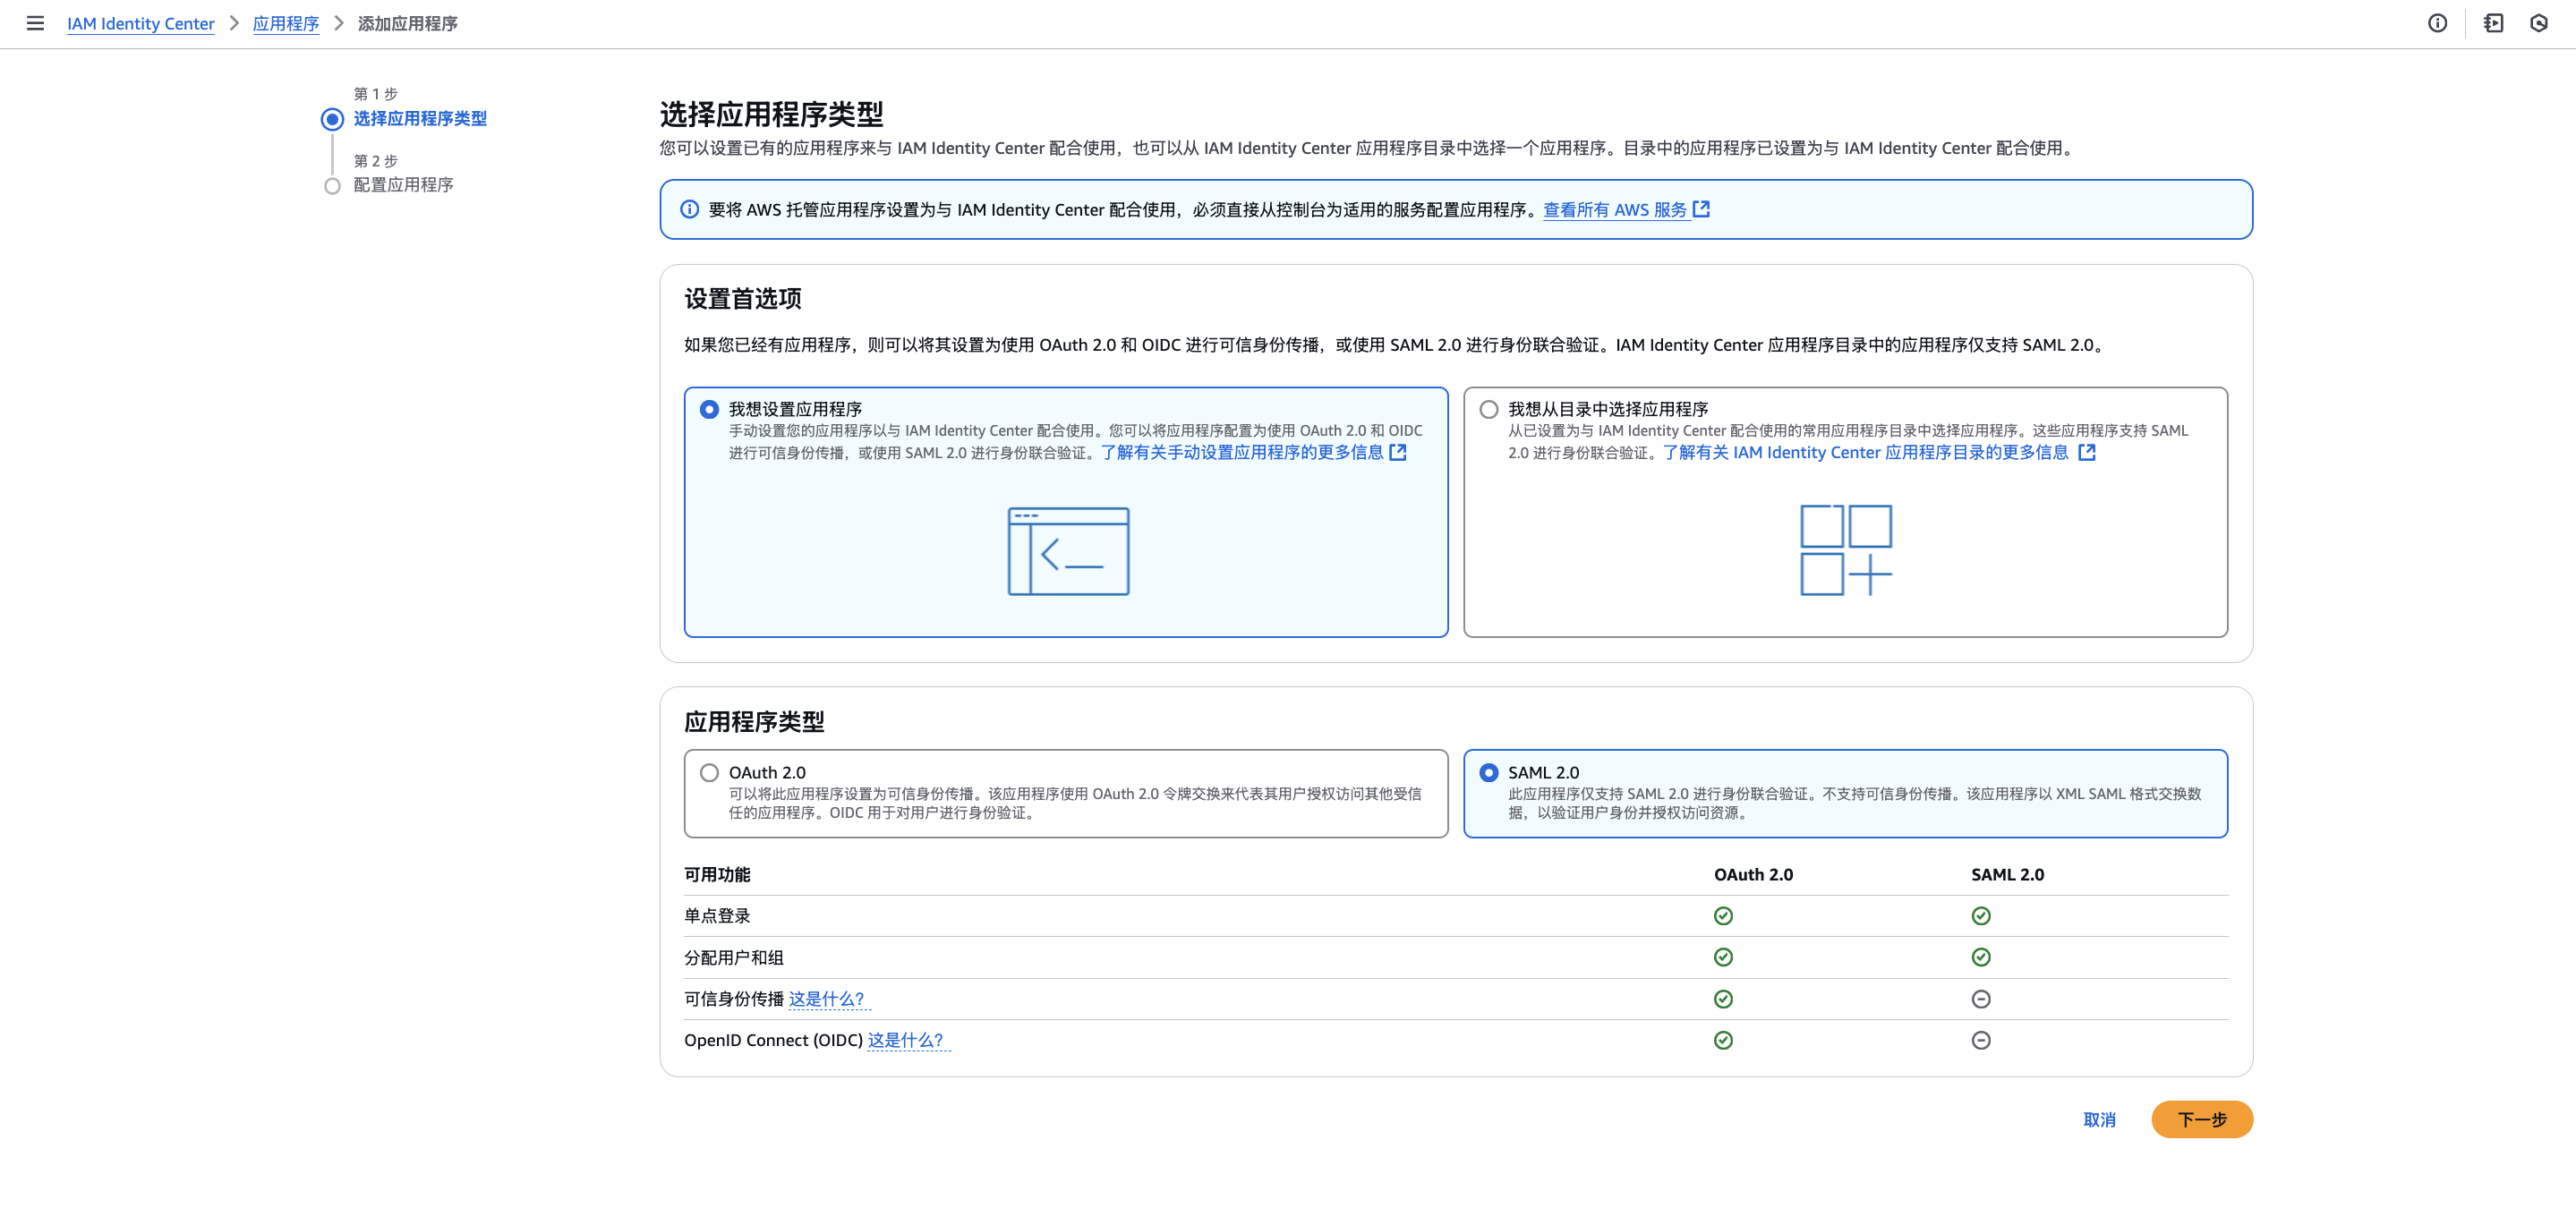 IAM Identity Center
应用程序
添加应用程序
第 1 步
选择应用程序类型
第 2 步
配置应用程序
选择应用程序类型
您可以设置已有的应用程序来与 IAM Identity Center 配合使用，也可以从 IAM Identity Center 应用程序目录中选择一个应用程序。目录中的应用程序已设置为与 IAM Identity Center 配合使用。
要将 AWS 托管应用程序设置为与 IAM Identity Center 配合使用，必须直接从控制台为适用的服务配置应用程序。查看所有 AWS 服务
设置首选项
如果您已经有应用程序，则可以将其设置为使用 OAuth 2.0 和 OIDC 进行可信身份传播，或使用 SAML 2.0 进行身份联合验证。IAM Identity Center 应用程序目录中的应用程序仅支持 SAML 2.0。
我想设置应用程序
手动设置您的应用程序以与 IAM Identity Center 配合使用。您可以将应用程序配置为使用 OAuth 2.0 和 OIDC
进行可信身份传播，或使用 SAML 2.0 进行身份联合验证。了解有关手动设置应用程序的更多信息
我想从目录中选择应用程序
从已设置为与 IAM Identity Center 配合使用的常用应用程序目录中选择应用程序。这些应用程序支持 SAML
2.0 进行身份联合验证。了解有关 IAM Identity Center 应用程序目录的更多信息
应用程序类型
OAuth 2.0
可以将此应用程序设置为可信身份传播。该应用程序使用 OAuth 2.0 令牌交换来代表其用户授权访问其他受信
任的应用程序。OIDC 用于对用户进行身份验证。
SAML 2.0
此应用程序仅支持 SAML 2.0 进行身份联合验证。不支持可信身份传播。该应用程序以 XML SAML 格式交换数
据，以验证用户身份并授权访问资源。
可用功能 OAuth 2.0 SAML 2.0
单点登录
分配用户和组
可信身份传播 这是什么？
OpenID Connect (OIDC) 这是什么？
取消
下一步